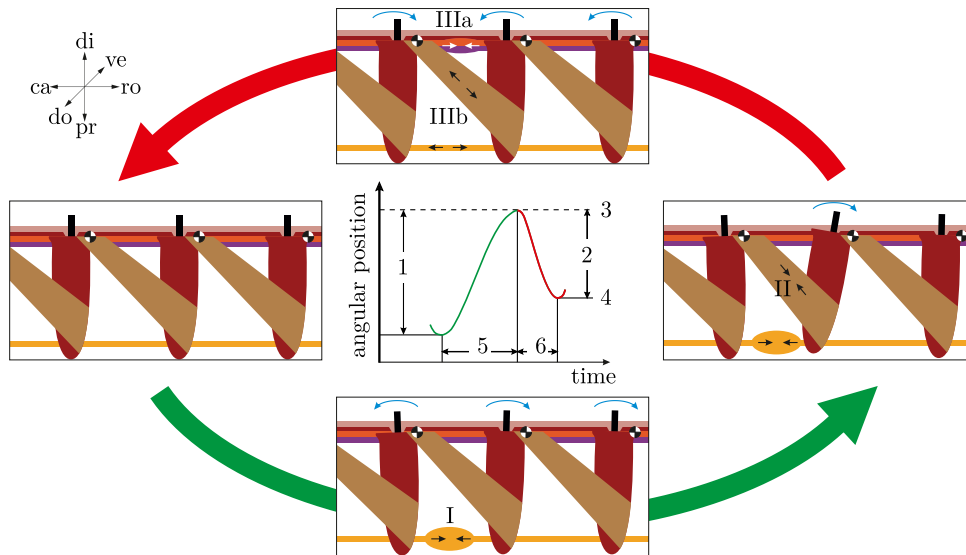 IIIa
di
ve
ca
ro
do
pr
IIIb
angular position
1
2
3
4
5
6
time
II
I